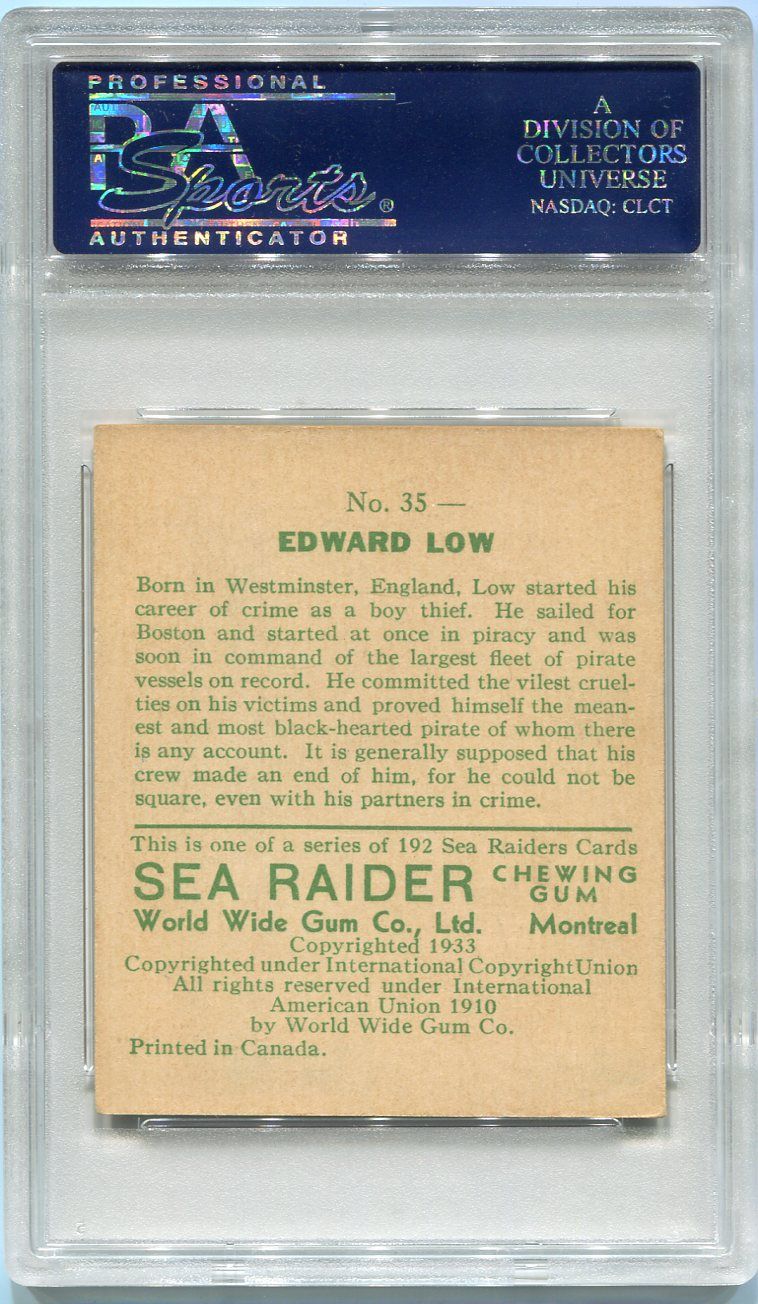 PROFESSIONAL
PSA
Sports®
AUTHENTICATOR
A
DIVISION OF
COLLECTORS
UNIVERSE
NASDAQ: CLCT
No. 35 —
EDWARD LOW
Born in Westminster, England, Low started his
career of crime as a boy thief. He sailed for
Boston and started at once in piracy and was
soon in command of the largest fleet of pirate
vessels on record. He committed the vilest cruel-
ties on his victims and proved himself the mean-
est and most black-hearted pirate of whom there
is any account. It is generally supposed that his
crew made an end of him, for he could not be
square, even with his partners in crime.
This is one of a series of 192 Sea Raiders Cards
SEA RAIDER CHEWING GUM
World Wide Gum Co., Ltd. Montreal
Copyrighted 1933
Copyrighted under International Copyright Union
All rights reserved under International
American Union 1910
by World Wide Gum Co.
Printed in Canada.